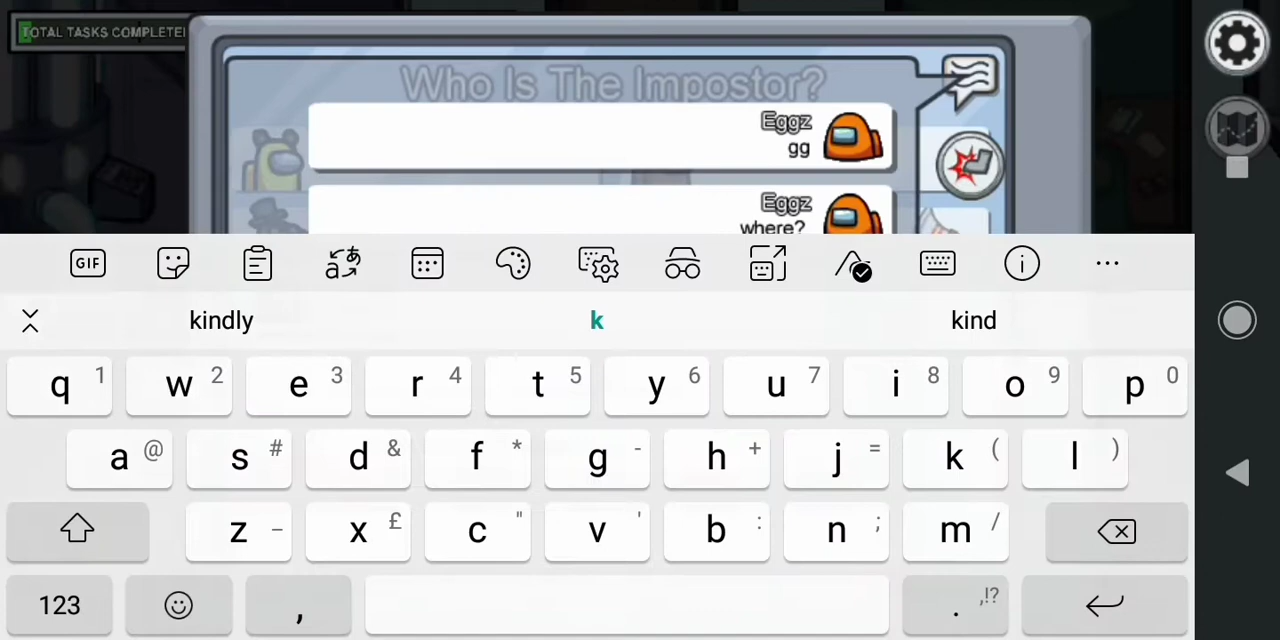 TOTAL TASKS COMPLETE
Who Is The Impostor?
Eggz
gg
Eggz
where?
GIF
kindly k kind
q 1 w 2 e 3 r 4 t 5 y 6 u 7 i 8 o 9 p 0
a @ s # d & f * g - h + j = k ( l )
z – x £ c " v ' b : n ; m /
123 , . ,!?